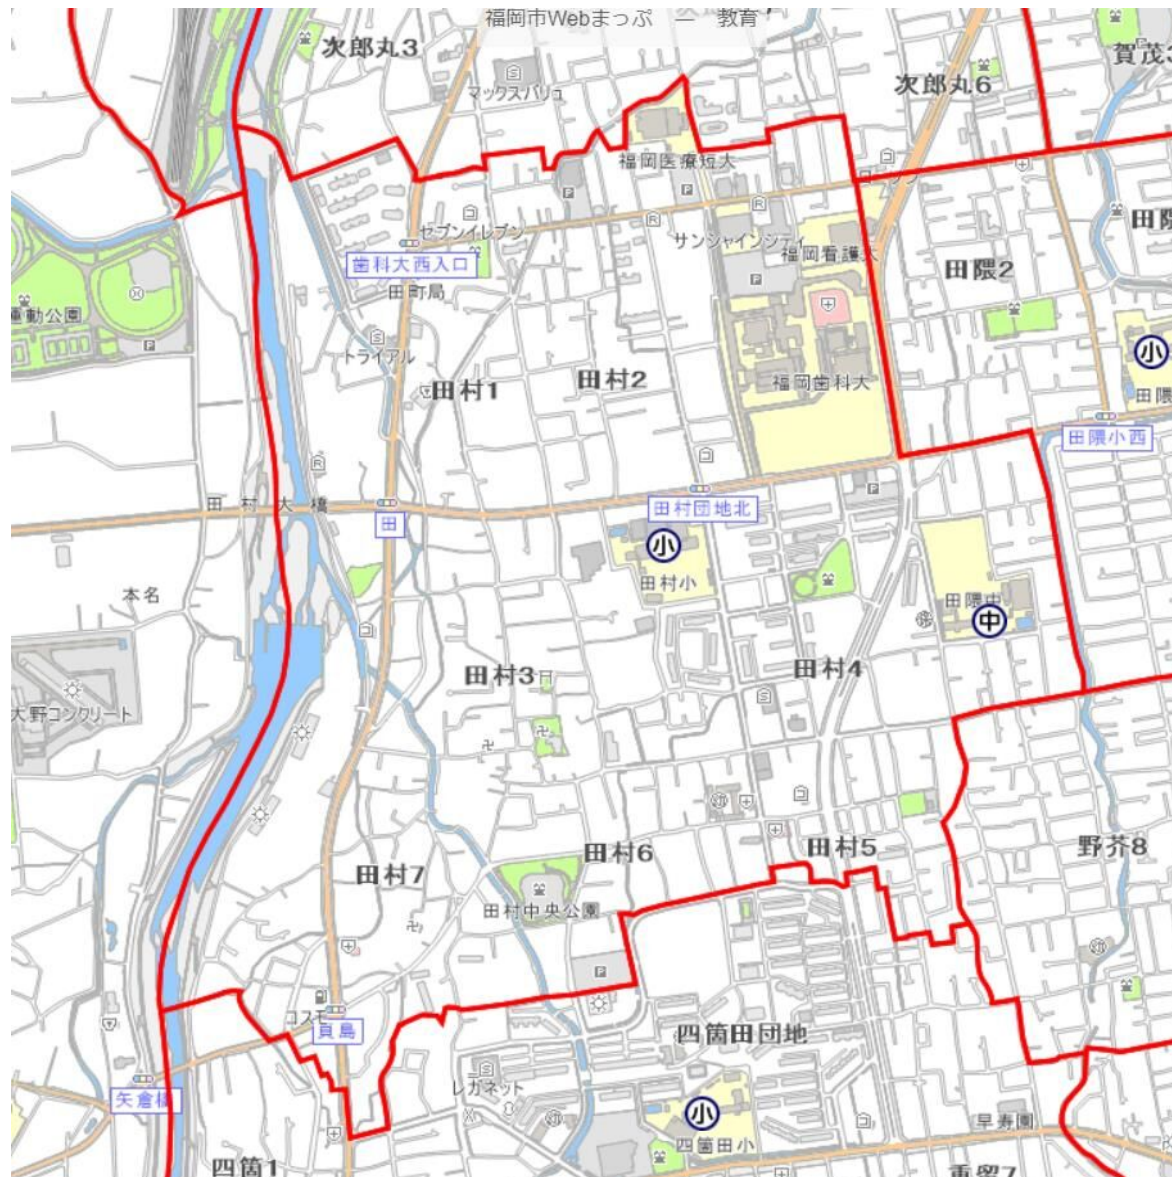 福岡市Webまっぷ － 教育
次郎丸3
マックスバリュ
次郎丸6
賀茂3
福岡医療短大
ローソン
セブンイレブン
サンシャインシティ
福岡看護大
田隈2
歯科大西入口
田町局
運動公園
トライアル
小
田村1
田村2
福岡歯科大
田隈
田隈小西
田村大橋
田村団地北
田
小
田村小
本名
田隈中
中
田村3
田村4
大野コンクリート
田村5
野芥8
田村6
田村7
田村中央公園
コスモ
貝島
四箇田団地
レガネット
矢倉橋
小
四箇田小
早寿園
四箇1
重留7